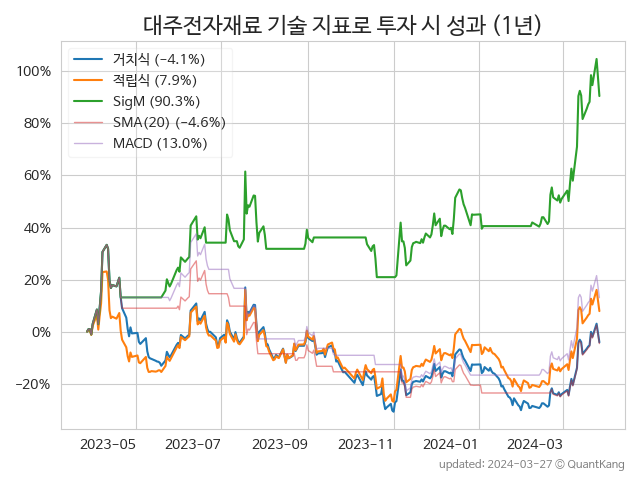 대주전자재료 기술 지표로 투자 시 성과 (1년)
거치식 (−4.1%)
적립식 (7.9%)
SigM (90.3%)
SMA(20) (−4.6%)
MACD (13.0%)
100%
80%
60%
40%
20%
0%
−20%
2023−05 2023−07 2023−09 2023−11 2024−01 2024−03
updated: 2024−03−27 © QuantKang